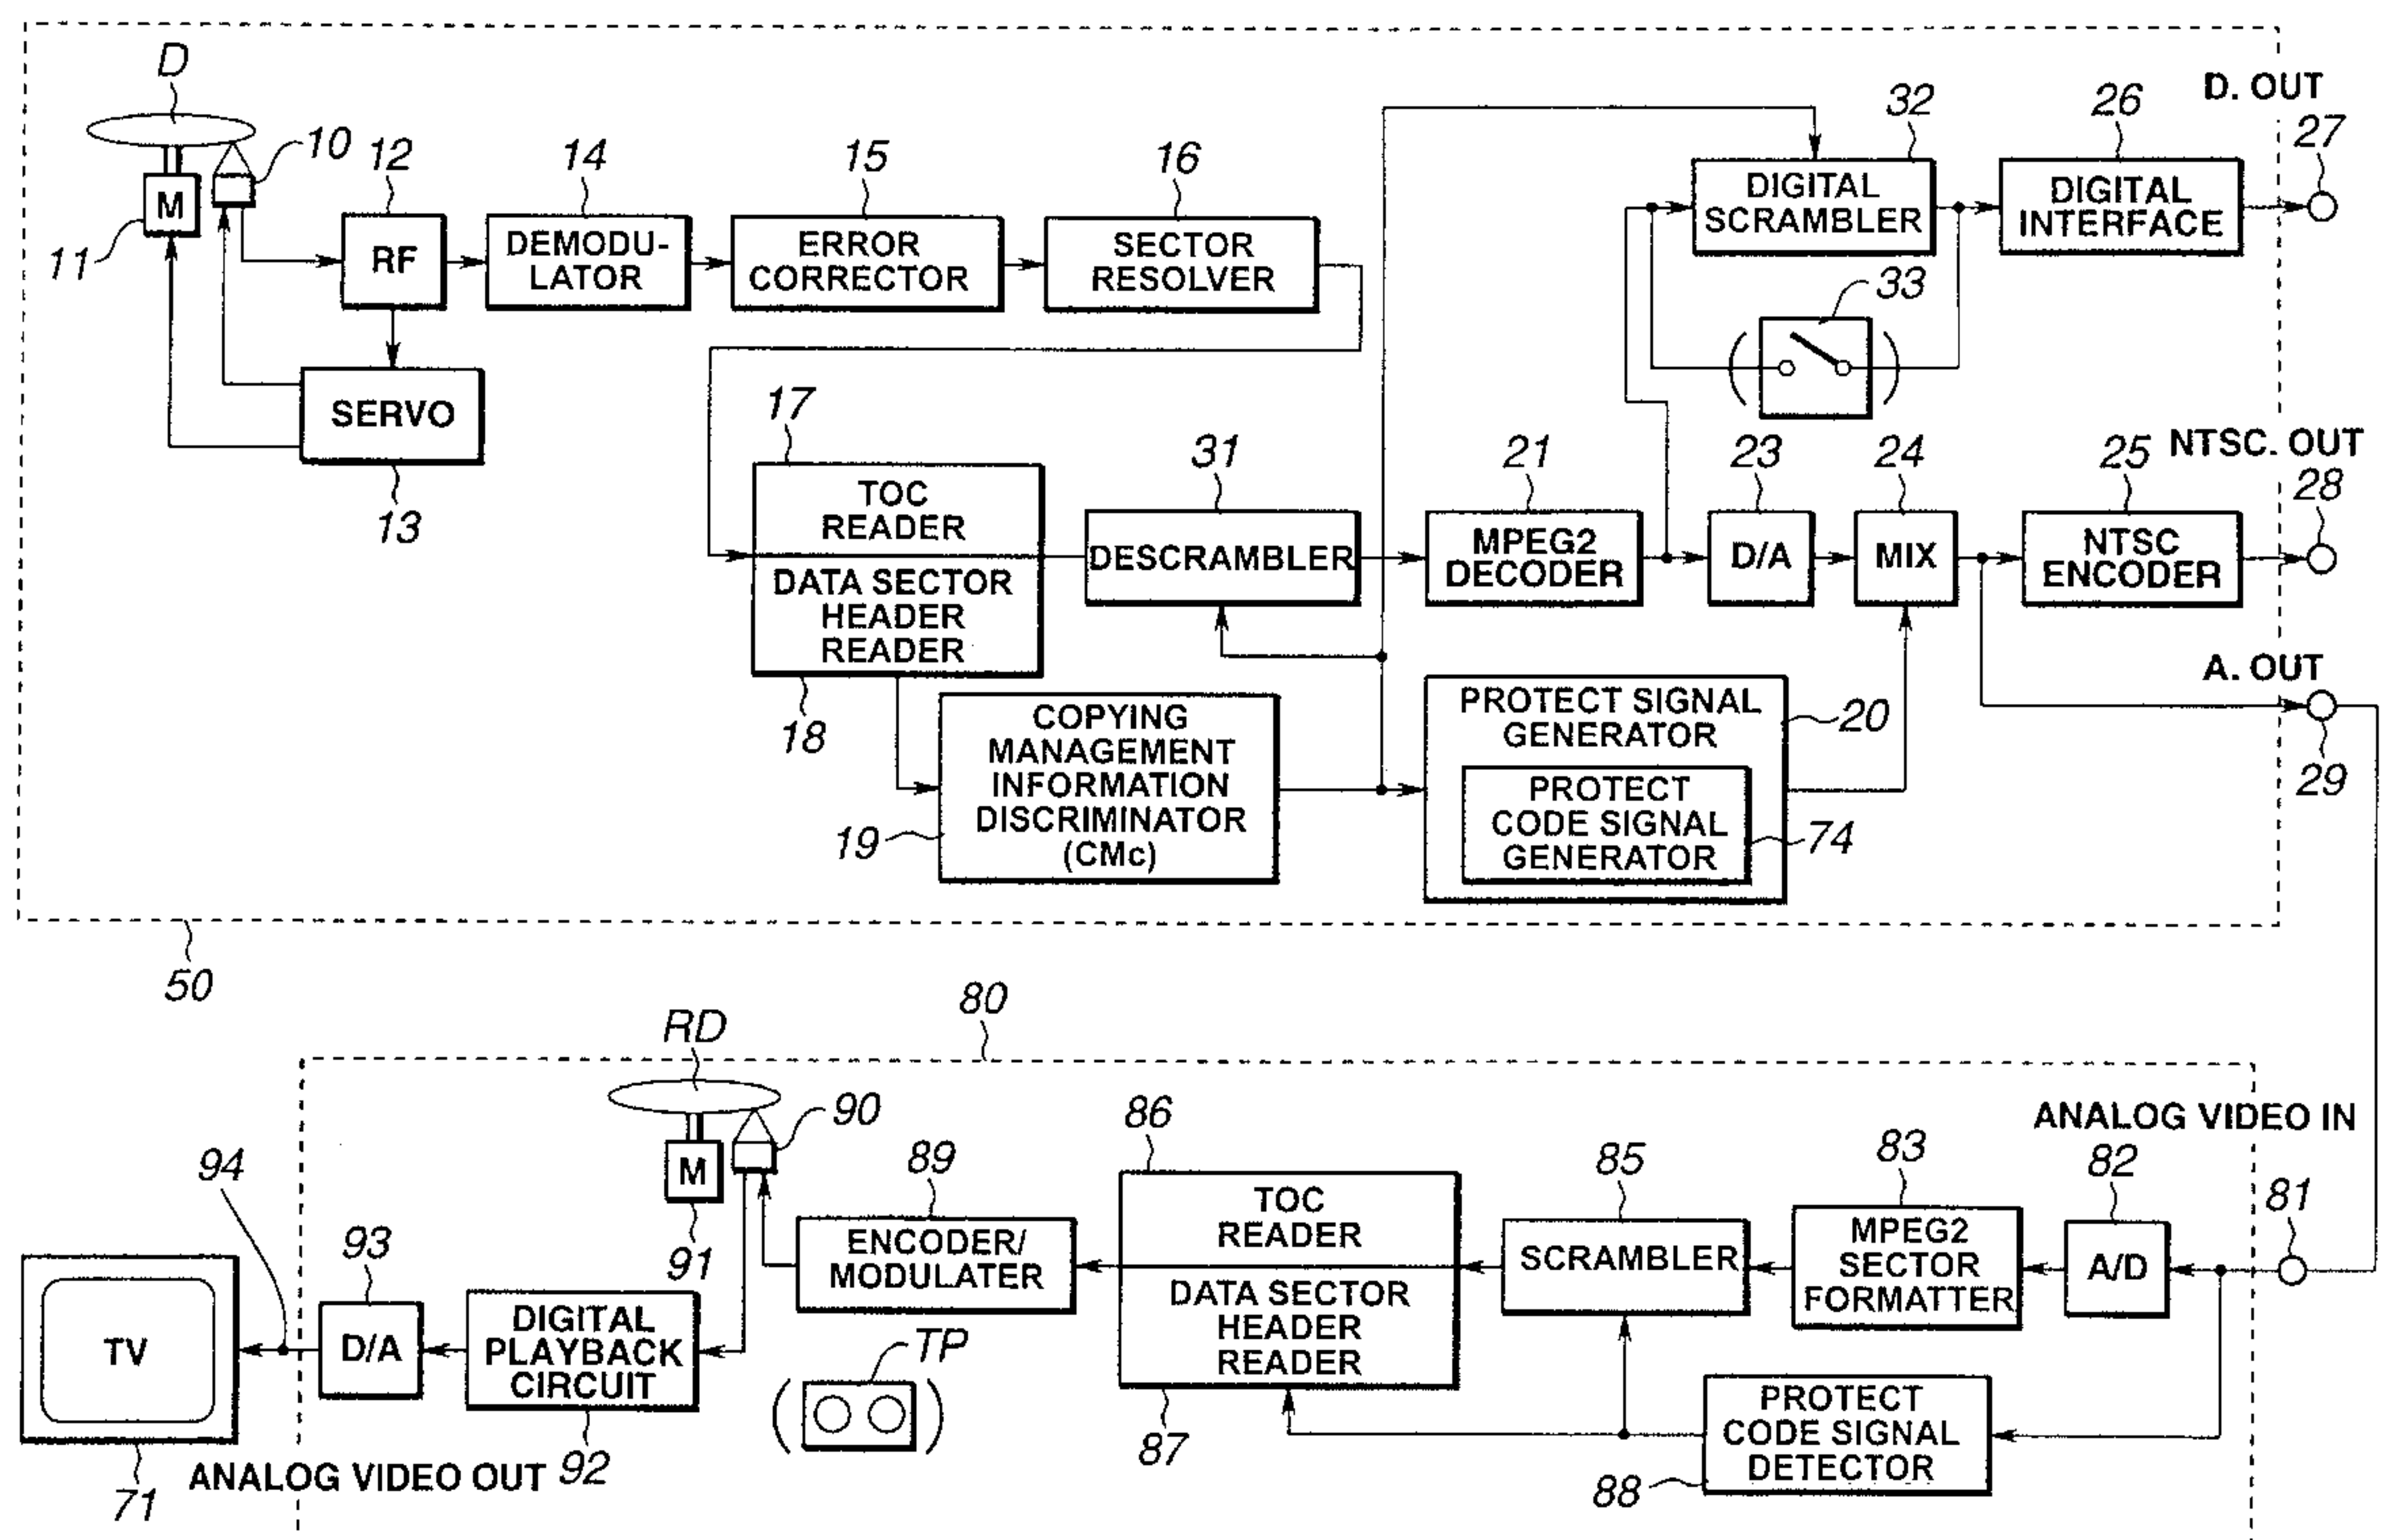 D
10
12
14
15
16
32
26
D. OUT
27
M
11
RF
DEMODU-
LATOR
ERROR
CORRECTOR
SECTOR
RESOLVER
DIGITAL
SCRAMBLER
DIGITAL
INTERFACE
33
SERVO
13
17
31
21
23
24
25
NTSC. OUT
28
TOC
READER
DATA SECTOR
HEADER
READER
18
DESCRAMBLER
MPEG2
DECODER
D/A
MIX
NTSC
ENCODER
A. OUT
29
COPYING
MANAGEMENT
INFORMATION
DISCRIMINATOR
(CMc)
19
PROTECT SIGNAL
GENERATOR
20
PROTECT
CODE SIGNAL
GENERATOR
74
50
80
RD
90
M
91
89
86
85
83
ANALOG VIDEO IN
82
81
94
93
TV
71
D/A
DIGITAL
PLAYBACK
CIRCUIT
92
ANALOG VIDEO OUT
ENCODER/
MODULATER
TP
TOC
READER
DATA SECTOR
HEADER
READER
87
SCRAMBLER
MPEG2
SECTOR
FORMATTER
A/D
PROTECT
CODE SIGNAL
DETECTOR
88